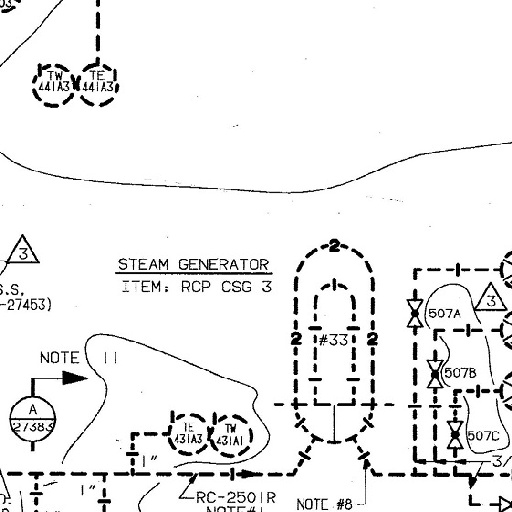 TW
441A3
TE
441A3
3
S.S.
-27453)
STEAM GENERATOR
ITEM: RCP CSG 3
2
1
2
#33
2
3
507A
507B
507C
NOTE 11
A
27383
TE
431A3
TW
431A1
1"
1"
3/
RC-2501R
NOTE#1
NOTE #8